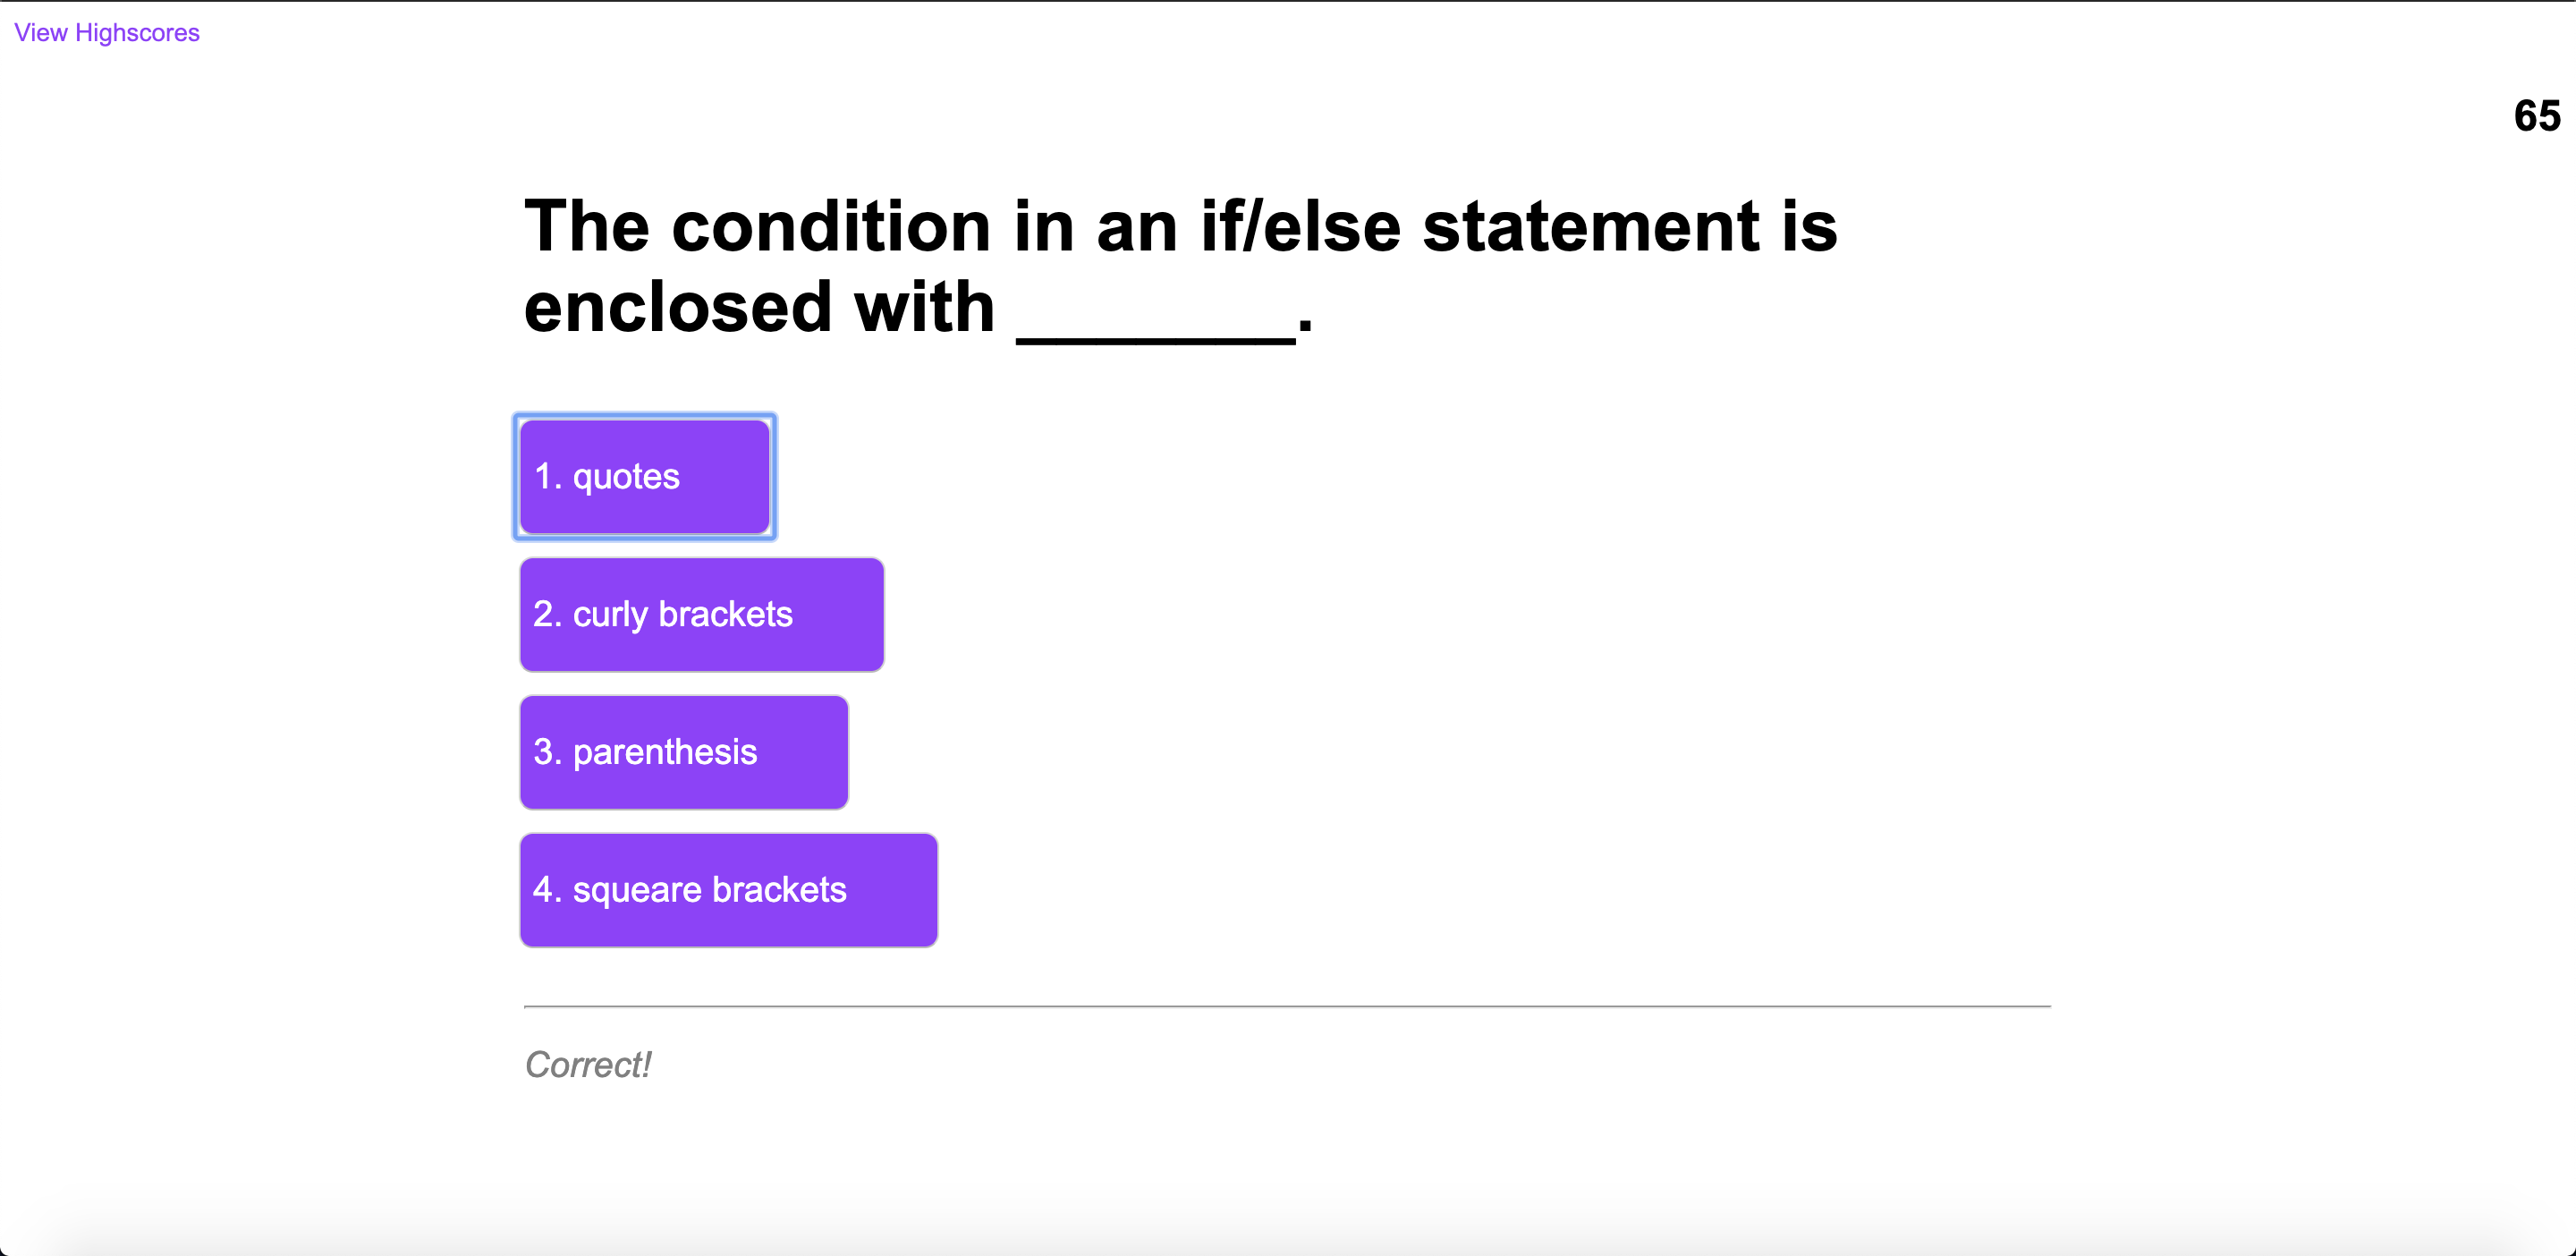 View Highscores
65
The condition in an if/else statement is
enclosed with _______.
1. quotes
2. curly brackets
3. parenthesis
4. squeare brackets
Correct!